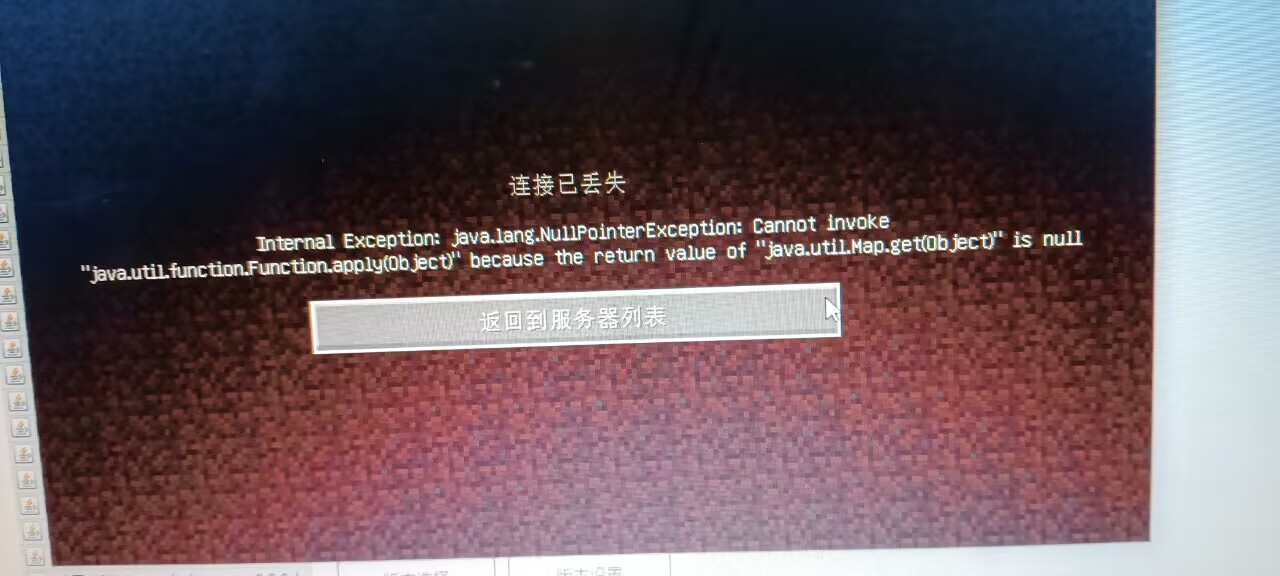 连接已丢失
Internal Exception: java.lang.NullPointerException: Cannot invoke
"java.util.function.Function.apply(Object)" because the return value of "java.util.Map.get(Object)" is null
返回到服务器列表